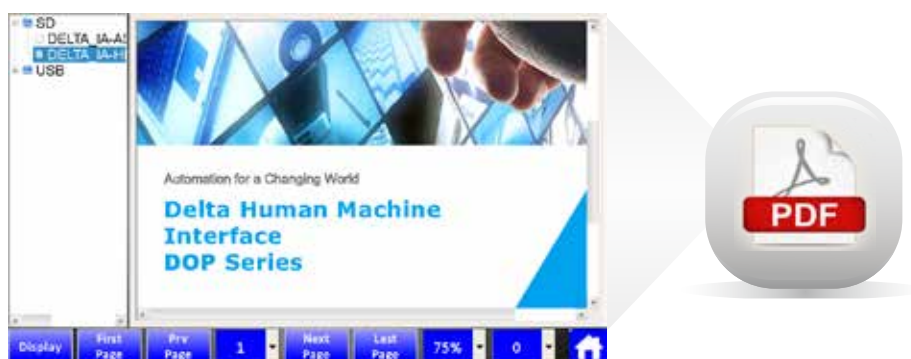 SD
DELTA_IA-AS
DELTA_IA-H
USB
Automation for a Changing World
Delta Human Machine
Interface
DOP Series
PDF
Display
First
Page
Prv
Page
1
Next
Page
Last
Page
75%
0